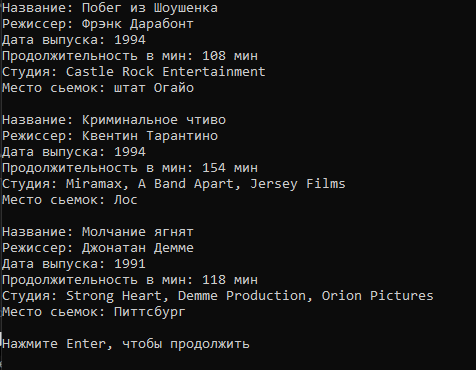 Название: Побег из Шоушенка
Режиссер: Фрэнк Дарабонт
Дата выпуска: 1994
Продолжительность в мин: 108 мин
Студия: Castle Rock Entertainment
Место сьемок: штат Огайо
Название: Криминальное чтиво
Режиссер: Квентин Тарантино
Дата выпуска: 1994
Продолжительность в мин: 154 мин
Студия: Miramax, A Band Apart, Jersey Films
Место сьемок: Лос
Название: Молчание ягнят
Режиссер: Джонатан Демме
Дата выпуска: 1991
Продолжительность в мин: 118 мин
Студия: Strong Heart, Demme Production, Orion Pictures
Место сьемок: Питтсбург
Нажмите Enter, чтобы продолжить